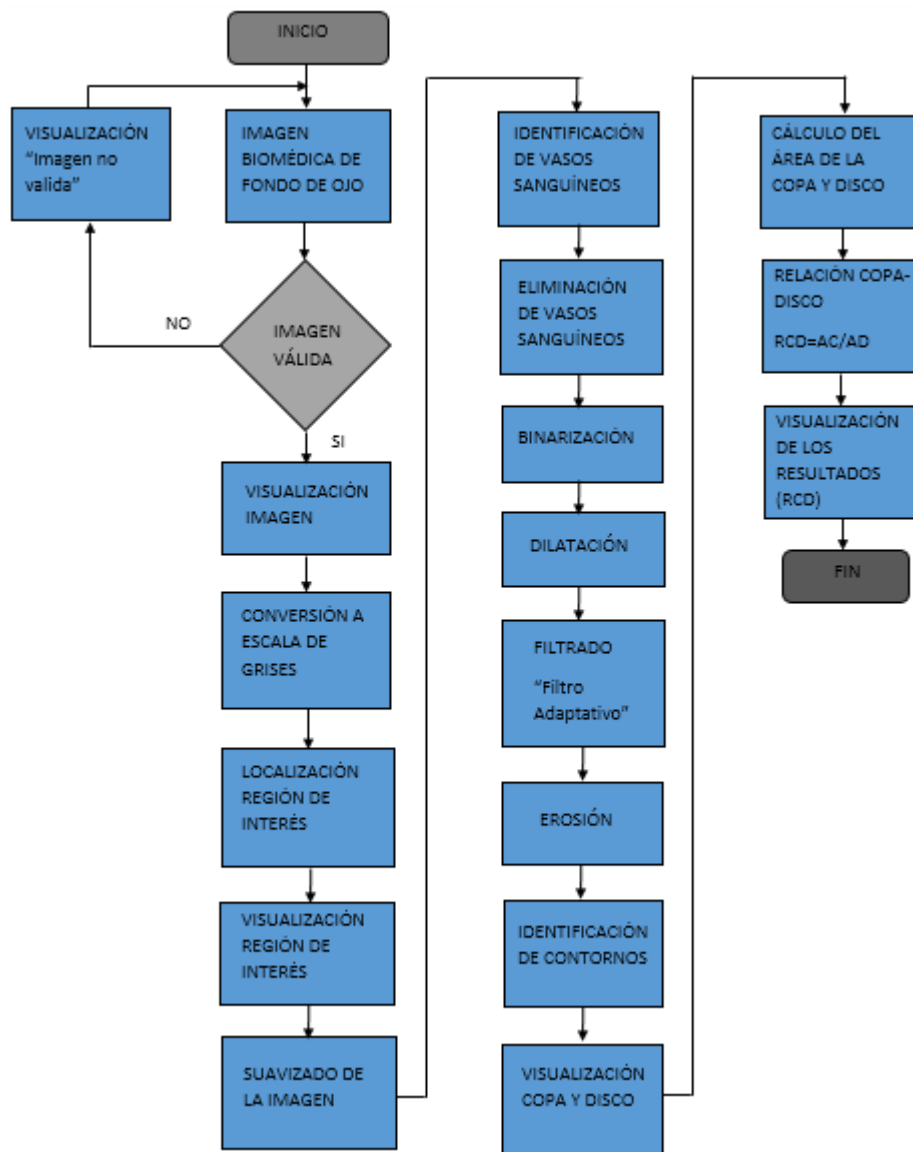 INICIO
VISUALIZACIÓN
“Imagen no
valida”
IMAGEN
BIOMÉDICA DE
FONDO DE OJO
NO
IMAGEN
VÁLIDA
SI
VISUALIZACIÓN
IMAGEN
CONVERSIÓN A
ESCALA DE
GRISES
LOCALIZACIÓN
REGIÓN DE
INTERÉS
VISUALIZACIÓN
REGIÓN DE
INTERÉS
SUAVIZADO DE
LA IMAGEN
IDENTIFICACIÓN
DE VASOS
SANGUÍNEOS
ELIMINACIÓN
DE VASOS
SANGUÍNEOS
BINARIZACIÓN
DILATACIÓN
FILTRADO
“Filtro
Adaptativo”
EROSIÓN
IDENTIFICACIÓN
DE CONTORNOS
VISUALIZACIÓN
COPA Y DISCO
CÁLCULO DEL
ÁREA DE LA
COPA Y DISCO
RELACIÓN COPA-
DISCO
RCD=AC/AD
VISUALIZACIÓN
DE LOS
RESULTADOS
(RCD)
FIN